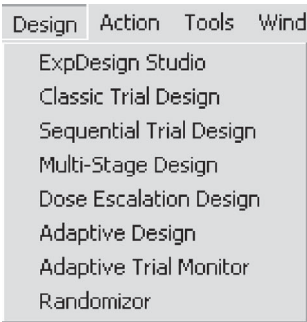 Design Action Tools Wind
ExpDesign Studio
Classic Trial Design
Sequential Trial Design
Multi-Stage Design
Dose Escalation Design
Adaptive Design
Adaptive Trial Monitor
Randomizor